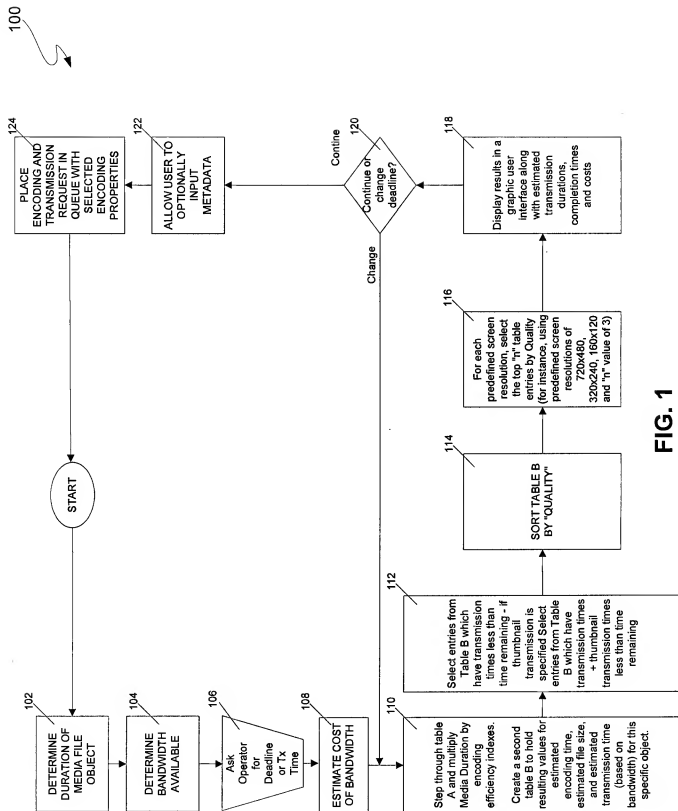 100
START
102
DETERMINE
DURATION OF
MEDIA FILE
OBJECT
104
DETERMINE
BANDWIDTH
AVAILABLE
106
Ask
Operator
for
Deadline
or Tx
Time
108
ESTIMATE COST
OF BANDWIDTH
110
Step through table
A and multiply
Media Duration by
encoding
efficiency indexes.
Create a second
table B to hold
resulting values for
estimated
encoding time,
estimated file size,
and estimated
transmission time
(based on
bandwidth) for this
specific object.
112
Select entries from
Table B which
have transmission
times less than
time remaining - if
thumbnail
transmission is
specified Select
entries from Table
B which have
transmission times
+ thumbnail
transmission times
less than time
remaining
114
SORT TABLE B
BY "QUALITY"
116
For each
predefined screen
resolution, select
the top "n" table
entries by Quality
(for instance, using
predefined screen
resolutions of
720x480,
320x240, 160x120
and "n" value of 3)
118
Display results in a
graphic user
interface along
with estimated
transmission
durations,
completion times
and costs
120
Continue or
change
deadline?
Change
Contine
122
ALLOW USER TO
OPTIONALLY
INPUT
METADATA
124
PLACE
ENCODING AND
TRANSMISSION
REQUEST IN
QUEUE WITH
SELECTED
ENCODING
PROPERTIES
FIG. 1